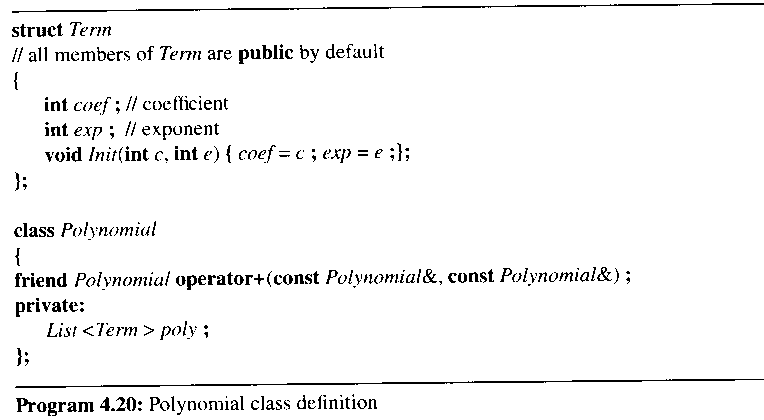 struct Term
// all members of Term are public by default
{
int coef ; // coefficient
int exp ; // exponent
void Init(int c, int e) { coef = c ; exp = e ;};
};
class Polynomial
{
friend Polynomial operator+(const Polynomial&, const Polynomial&) ;
private:
List <Term > poly ;
};
Program 4.20: Polynomial class definition